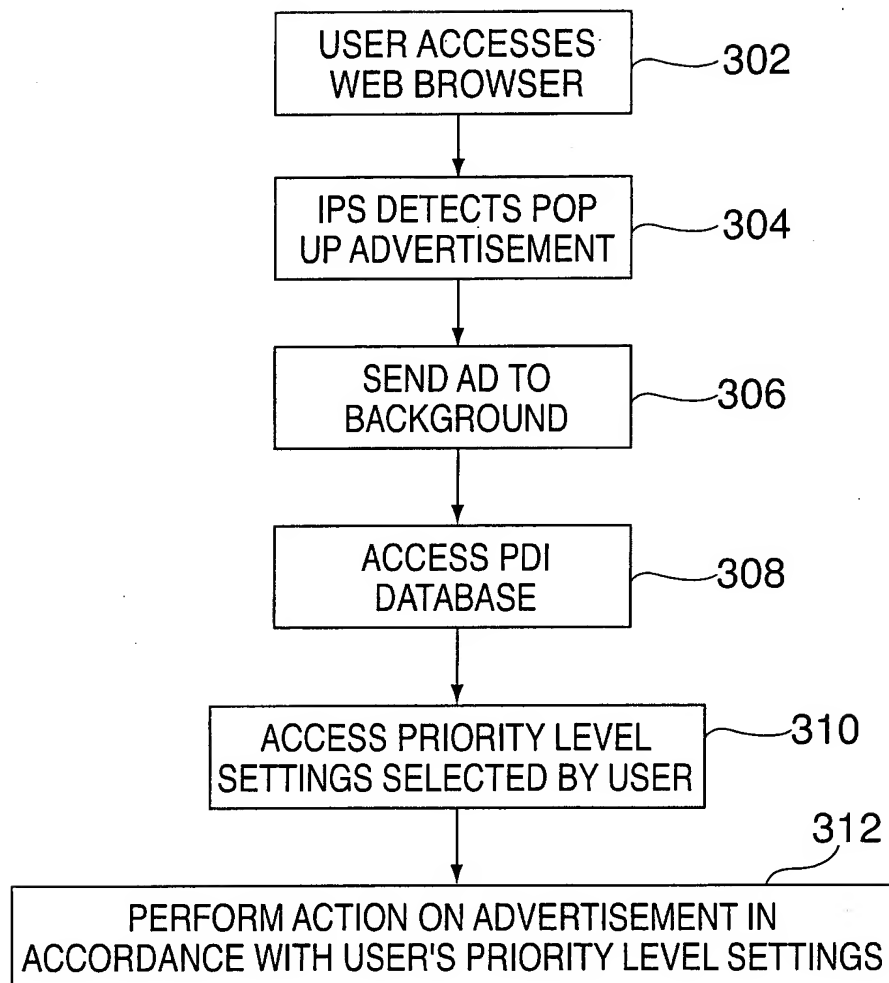 USER ACCESSES
WEB BROWSER
302
IPS DETECTS POP
UP ADVERTISEMENT
304
SEND AD TO
BACKGROUND
306
ACCESS PDI
DATABASE
308
ACCESS PRIORITY LEVEL
SETTINGS SELECTED BY USER
310
312
PERFORM ACTION ON ADVERTISEMENT IN
ACCORDANCE WITH USER'S PRIORITY LEVEL SETTINGS